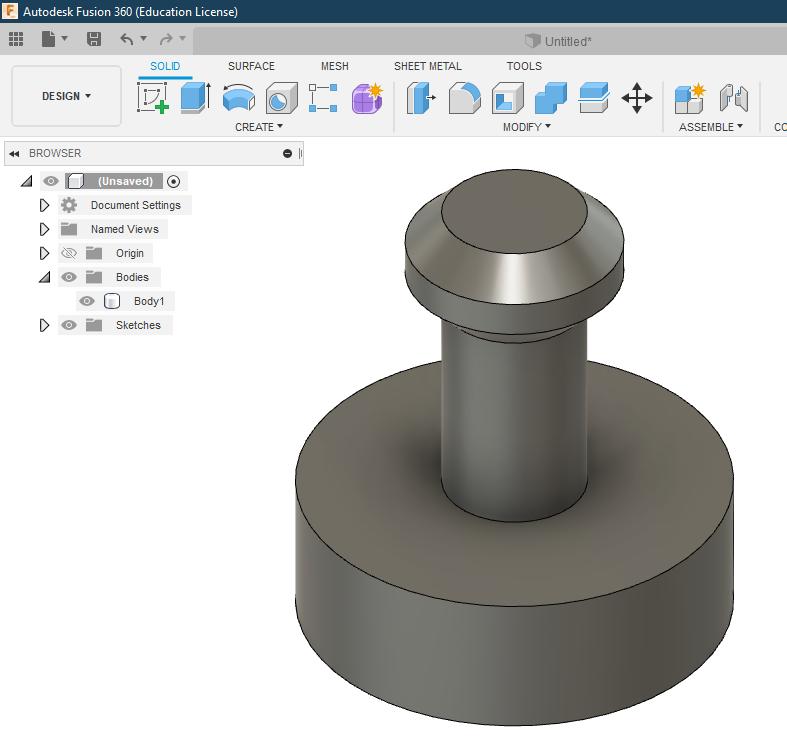 Autodesk Fusion 360 (Education License)
Untitled*
SOLID SURFACE MESH SHEET METAL TOOLS
DESIGN
CREATE MODIFY ASSEMBLE CO
BROWSER
(Unsaved)
Document Settings
Named Views
Origin
Bodies
Body1
Sketches